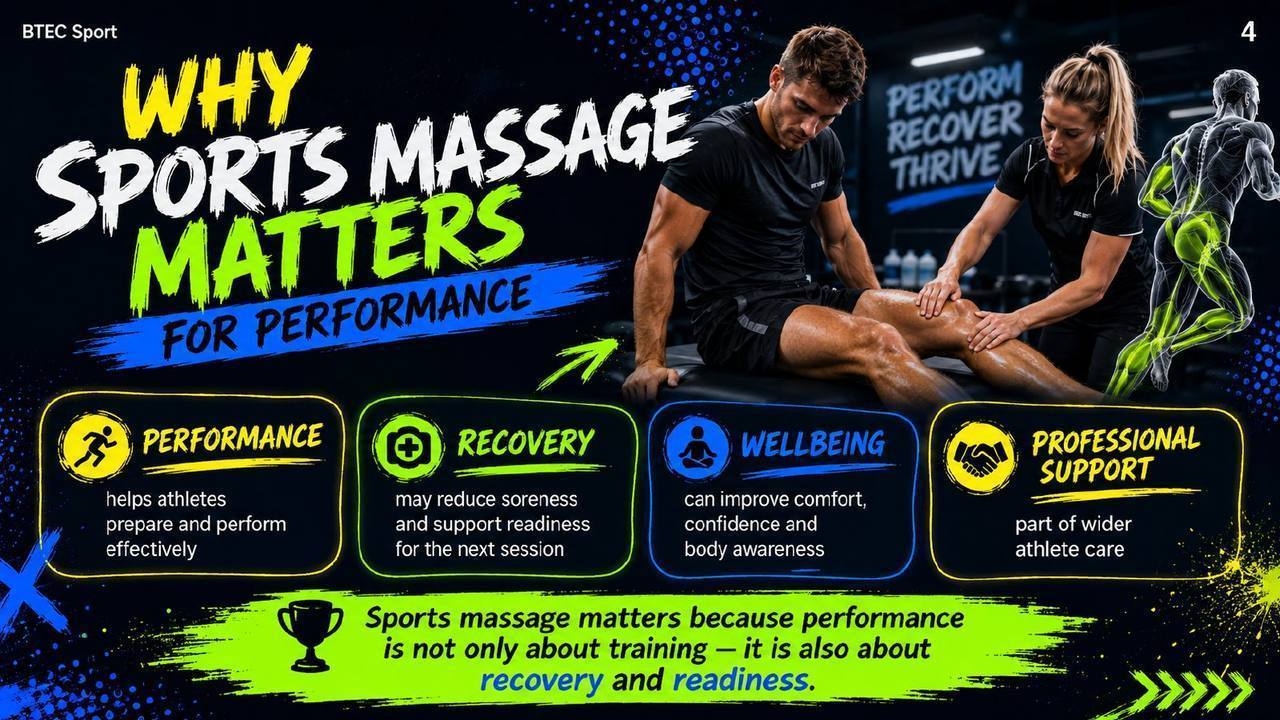 BTEC Sport
4
WHY
SPORTS MASSAGE
MATTERS
FOR PERFORMANCE
PERFORM
RECOVER
THRIVE
PERFORMANCE
helps athletes
prepare and perform
effectively
RECOVERY
may reduce soreness
and support readiness
for the next session
WELLBEING
can improve comfort,
confidence and
body awareness
PROFESSIONAL
SUPPORT
part of wider
athlete care
Sports massage matters because performance
is not only about training – it is also about
recovery and readiness.